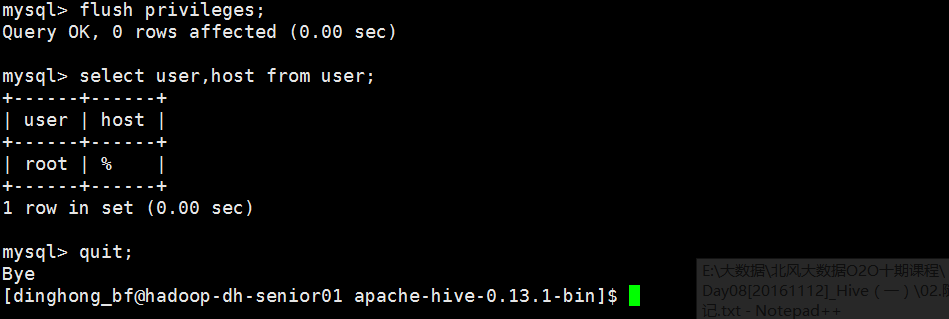 mysql> flush privileges;
Query OK, 0 rows affected (0.00 sec)
mysql> select user,host from user;
+------+------+
| user | host |
+------+------+
| root | %    |
+------+------+
1 row in set (0.00 sec)
mysql> quit;
Bye
[dinghong_bf@hadoop-dh-senior01 apache-hive-0.13.1-bin]$
E:\大数据\北风大数据O2O十期课程\
Day08[20161112]_Hive (一) \02.
记.txt - Notepad++